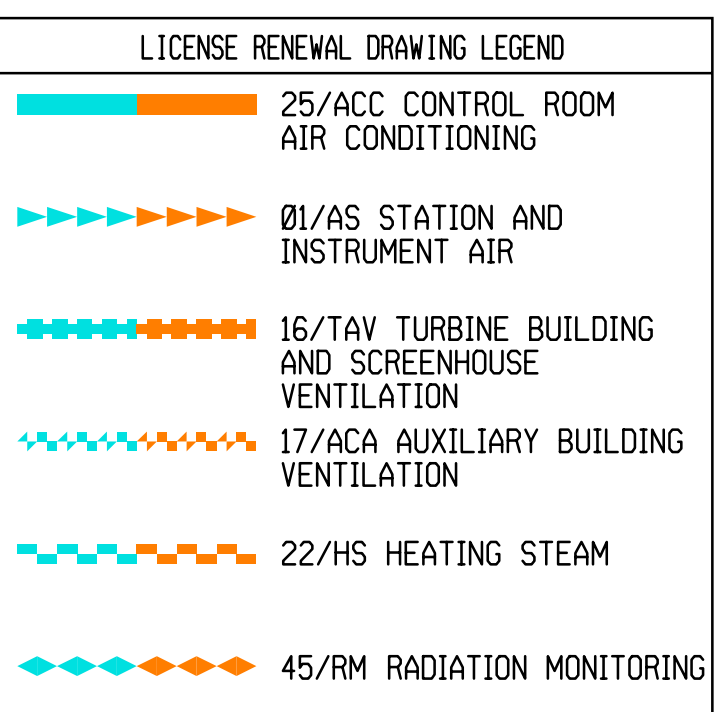 LICENSE RENEWAL DRAWING LEGEND
25/ACC CONTROL ROOM
AIR CONDITIONING
Ø1/AS STATION AND
INSTRUMENT AIR
16/TAV TURBINE BUILDING
AND SCREENHOUSE
VENTILATION
17/ACA AUXILIARY BUILDING
VENTILATION
22/HS HEATING STEAM
45/RM RADIATION MONITORING